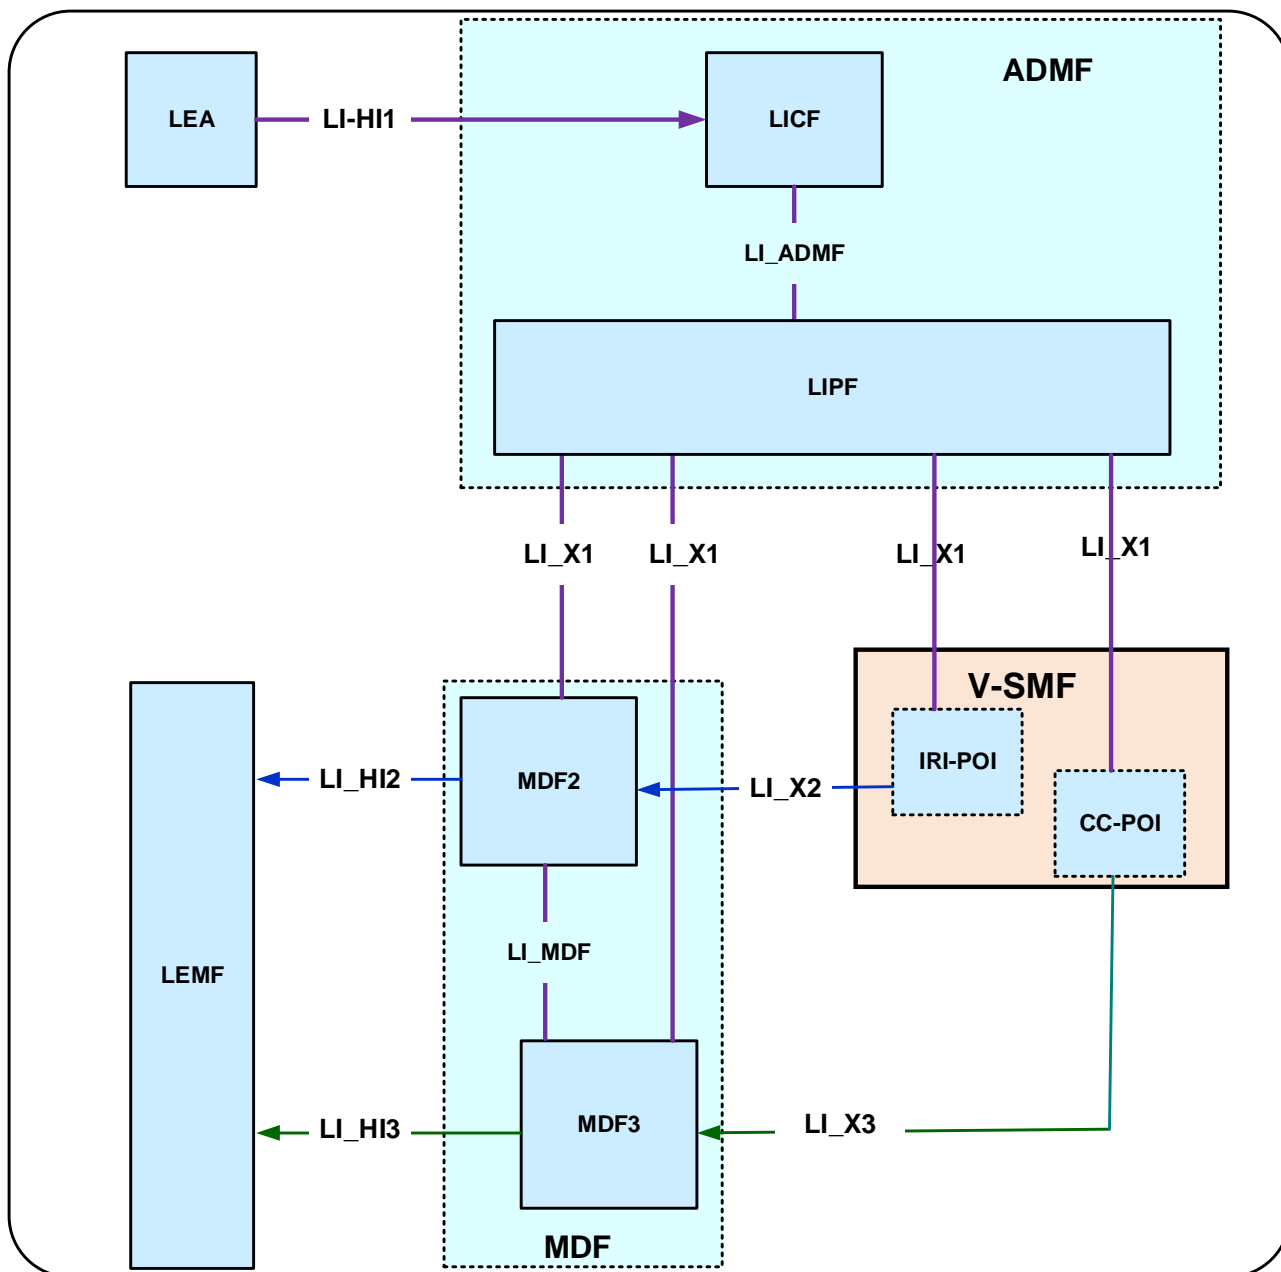 ADMF
LEA
LI-HI1
LICF
LI_ADMF
LIPF
LI_X1
LI_X1
LI_X1
LI_X1
V-SMF
IRI-POI
LI_HI2
MDF2
LI_X2
CC-POI
LI_MDF
LEMF
LI_HI3
MDF3
LI_X3
MDF